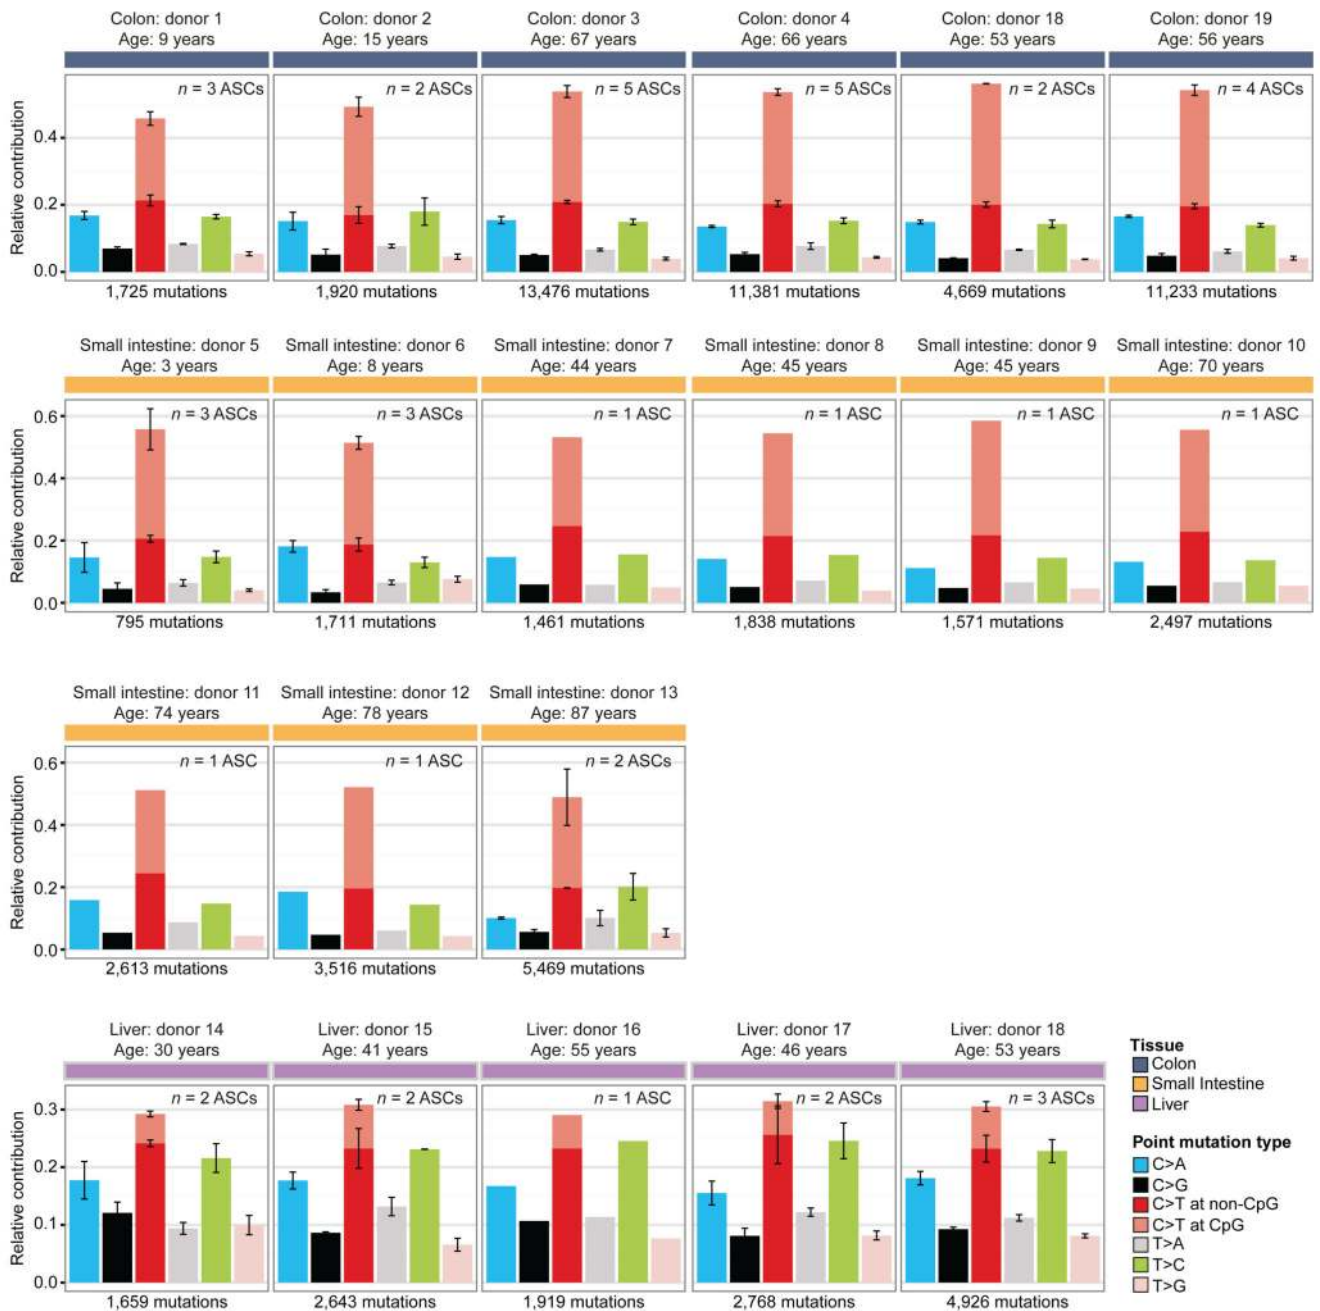 Colon: donor 1
Age: 9 years
Colon: donor 2
Age: 15 years
Colon: donor 3
Age: 67 years
Colon: donor 4
Age: 66 years
Colon: donor 18
Age: 53 years
Colon: donor 19
Age: 56 years
n = 3 ASCs
n = 2 ASCs
n = 5 ASCs
n = 5 ASCs
n = 2 ASCs
n = 4 ASCs
Relative contribution
0.4
0.2
0.0
1,725 mutations
1,920 mutations
13,476 mutations
11,381 mutations
4,669 mutations
11,233 mutations
Small intestine: donor 5
Age: 3 years
Small intestine: donor 6
Age: 8 years
Small intestine: donor 7
Age: 44 years
Small intestine: donor 8
Age: 45 years
Small intestine: donor 9
Age: 45 years
Small intestine: donor 10
Age: 70 years
n = 3 ASCs
n = 3 ASCs
n = 1 ASC
n = 1 ASC
n = 1 ASC
n = 1 ASC
Relative contribution
0.6
0.4
0.2
0.0
795 mutations
1,711 mutations
1,461 mutations
1,838 mutations
1,571 mutations
2,497 mutations
Small intestine: donor 11
Age: 74 years
Small intestine: donor 12
Age: 78 years
Small intestine: donor 13
Age: 87 years
n = 1 ASC
n = 1 ASC
n = 2 ASCs
Relative contribution
0.6
0.4
0.2
0.0
2,613 mutations
3,516 mutations
5,469 mutations
Liver: donor 14
Age: 30 years
Liver: donor 15
Age: 41 years
Liver: donor 16
Age: 55 years
Liver: donor 17
Age: 46 years
Liver: donor 18
Age: 53 years
n = 2 ASCs
n = 2 ASCs
n = 1 ASC
n = 2 ASCs
n = 3 ASCs
Relative contribution
0.3
0.2
0.1
0.0
1,659 mutations
2,643 mutations
1,919 mutations
2,768 mutations
4,926 mutations
Tissue
Colon
Small Intestine
Liver
Point mutation type
C>A
C>G
C>T at non-CpG
C>T at CpG
T>A
T>C
T>G